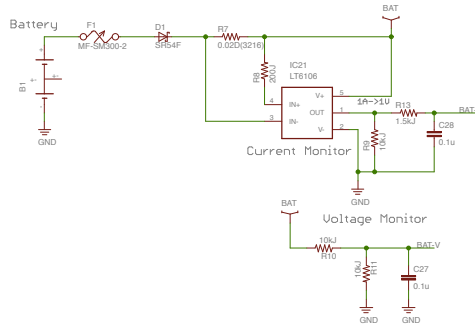 Battery
F1
MF-SM300-2
D1
SR54F
R7
0.02D(3216)
BAT
B1
GND
R8
200J
IC21
LT6106
V+
5
IN+
4
OUT
1
IN-
3
V-
2
1A->1V
R13
1.5kJ
BAT-
R9
10kJ
C28
0.1u
Current Monitor
GND
BAT
Voltage Monitor
10kJ
R10
BAT-V
10kJ
R11
C27
0.1u
GND
GND